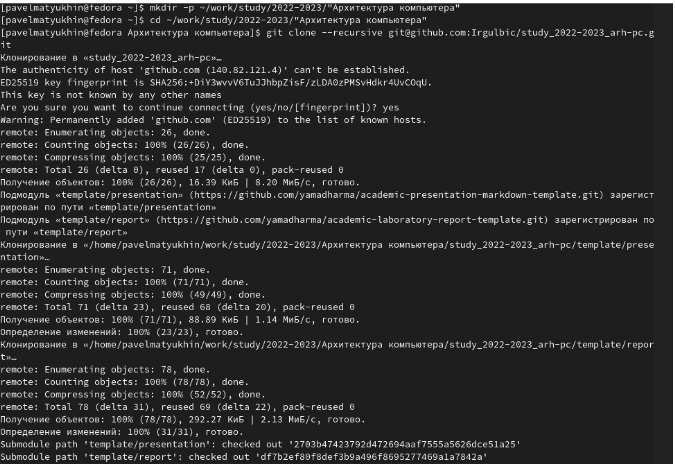 [pavelmatyukhin@fedora ~]$ mkdir -p ~/work/study/2022-2023/"Архитектура компьютера"
[pavelmatyukhin@fedora ~]$ cd ~/work/study/2022-2023/"Архитектура компьютера"
[pavelmatyukhin@fedora Архитектура компьютера]$ git clone --recursive git@github.com:Irgulbic/study_2022-2023_arh-pc.g
it
Клонирование в «study_2022-2023_arh-pc»…
The authenticity of host 'github.com (140.82.121.4)' can't be established.
ED25519 key fingerprint is SHA256:+DiY3wvvV6TuJJhbpZisF/zLDA0zPMSvHdkr4UvCOqU.
This key is not known by any other names
Are you sure you want to continue connecting (yes/no/[fingerprint])? yes
Warning: Permanently added 'github.com' (ED25519) to the list of known hosts.
remote: Enumerating objects: 26, done.
remote: Counting objects: 100% (26/26), done.
remote: Compressing objects: 100% (25/25), done.
remote: Total 26 (delta 0), reused 17 (delta 0), pack-reused 0
Получение объектов: 100% (26/26), 16.39 КиБ | 8.20 МиБ/с, готово.
Подмодуль «template/presentation» (https://github.com/yamadharma/academic-presentation-markdown-template.git) зарегист
рирован по пути «template/presentation»
Подмодуль «template/report» (https://github.com/yamadharma/academic-laboratory-report-template.git) зарегистрирован по
 пути «template/report»
Клонирование в «/home/pavelmatyukhin/work/study/2022-2023/Архитектура компьютера/study_2022-2023_arh-pc/template/prese
ntation»…
remote: Enumerating objects: 71, done.
remote: Counting objects: 100% (71/71), done.
remote: Compressing objects: 100% (49/49), done.
remote: Total 71 (delta 23), reused 68 (delta 20), pack-reused 0
Получение объектов: 100% (71/71), 88.89 КиБ | 1.14 МиБ/с, готово.
Определение изменений: 100% (23/23), готово.
Клонирование в «/home/pavelmatyukhin/work/study/2022-2023/Архитектура компьютера/study_2022-2023_arh-pc/template/repor
t»…
remote: Enumerating objects: 78, done.
remote: Counting objects: 100% (78/78), done.
remote: Compressing objects: 100% (52/52), done.
remote: Total 78 (delta 31), reused 69 (delta 22), pack-reused 0
Получение объектов: 100% (78/78), 292.27 КиБ | 2.13 МиБ/с, готово.
Определение изменений: 100% (31/31), готово.
Submodule path 'template/presentation': checked out '2703b47423792d472694aaf7555a5626dce51a25'
Submodule path 'template/report': checked out 'df7b2ef80f8def3b9a496f8695277469a1a7842a'